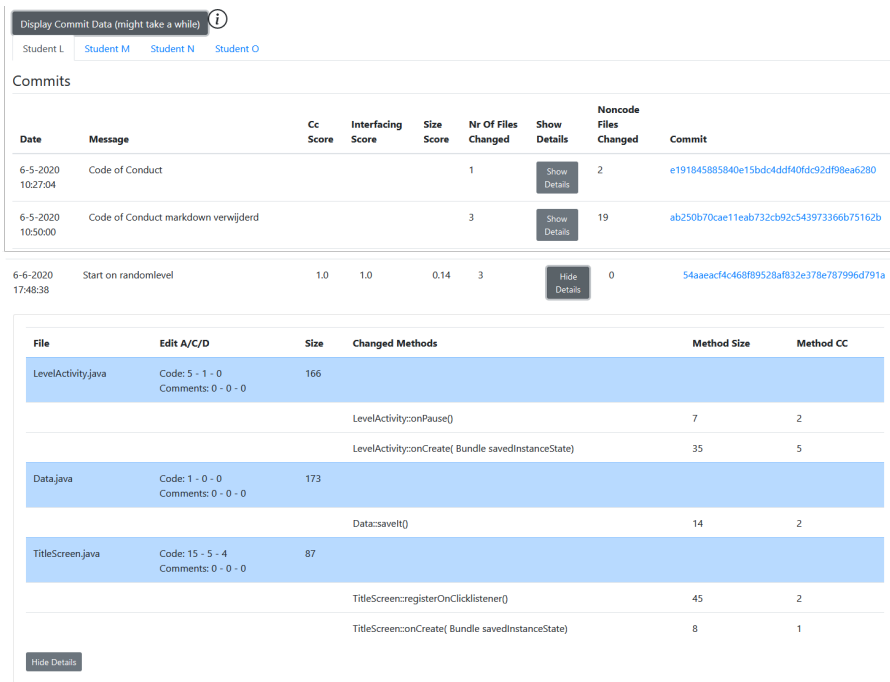 Display Commit Data (might take a while) i
Student L Student M Student N Student O
Commits
Date Message Cc Score Interfacing Score Size Score Nr Of Files Changed Show Details Noncode Files Changed Commit
6-5-2020 10:27:04 Code of Conduct 1 Show Details 2 e191845885840e15bdc4ddf40fdc92df98ea6280
6-5-2020 10:50:00 Code of Conduct markdown verwijderd 3 Show Details 19 ab250b70cae11eab732cb92c543973366b75162b
6-6-2020 17:48:38 Start on randomlevel 1.0 1.0 0.14 3 Hide Details 0 54aaeacf4c468f89528af832e378e787996d791a
File Edit A/C/D Size Changed Methods Method Size Method CC
LevelActivity.java Code: 5 - 1 - 0 166
Comments: 0 - 0 - 0
LevelActivity::onPause() 7 2
LevelActivity::onCreate( Bundle savedInstanceState) 35 5
Data.java Code: 1 - 0 - 0 173
Comments: 0 - 0 - 0
Data::saveIt() 14 2
TitleScreen.java Code: 15 - 5 - 4 87
Comments: 0 - 0 - 0
TitleScreen::registerOnClicklistener() 45 2
TitleScreen::onCreate( Bundle savedInstanceState) 8 1
Hide Details